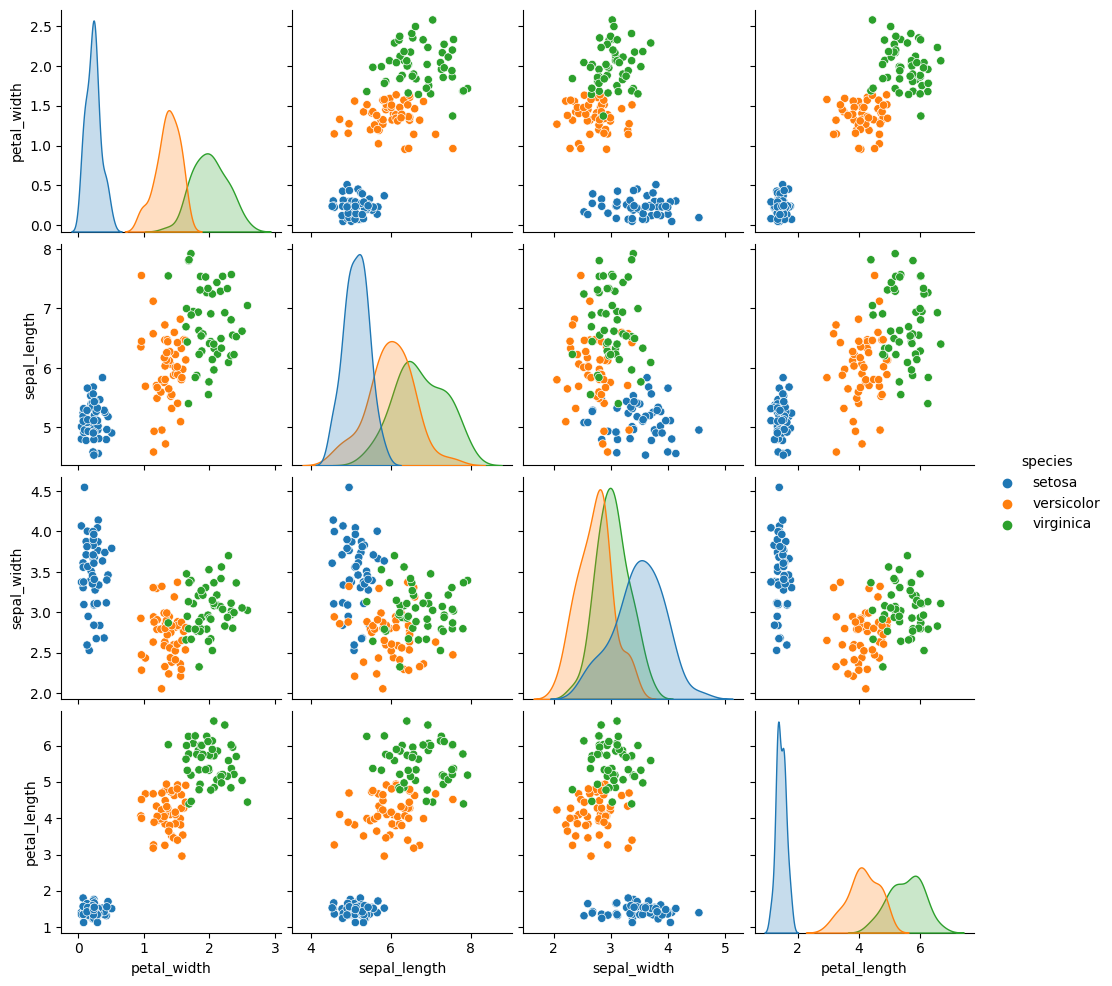 2.5
2.0
1.5
1.0
0.5
0.0
petal_width
8
7
6
5
sepal_length
species
setosa
versicolor
virginica
4.5
4.0
3.5
3.0
2.5
2.0
sepal_width
6
5
4
3
2
1
petal_length
0 1 2 3
4 6 8
2 3 4 5
2 4 6
petal_width sepal_length sepal_width petal_length